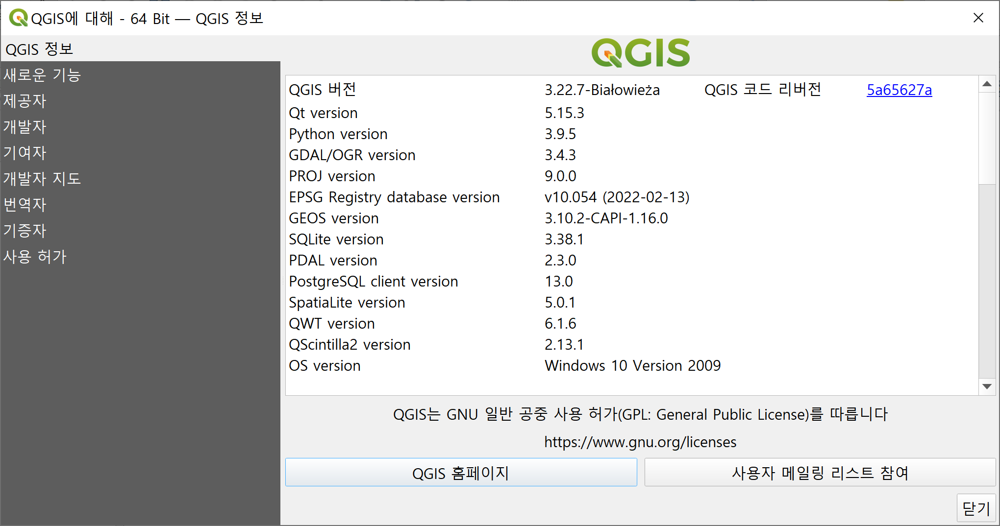 QGIS에 대해 - 64 Bit — QGIS 정보
QGIS 정보
새로운 기능
제공자
개발자
기여자
개발자 지도
번역자
기증자
사용 허가
QGIS
QGIS 버전 3.22.7-Białowieża QGIS 코드 리버전 5a65627a
Qt version 5.15.3
Python version 3.9.5
GDAL/OGR version 3.4.3
PROJ version 9.0.0
EPSG Registry database version v10.054 (2022-02-13)
GEOS version 3.10.2-CAPI-1.16.0
SQLite version 3.38.1
PDAL version 2.3.0
PostgreSQL client version 13.0
SpatiaLite version 5.0.1
QWT version 6.1.6
QScintilla2 version 2.13.1
OS version Windows 10 Version 2009
QGIS는 GNU 일반 공중 사용 허가(GPL: General Public License)를 따릅니다
https://www.gnu.org/licenses
QGIS 홈페이지 사용자 메일링 리스트 참여
닫기